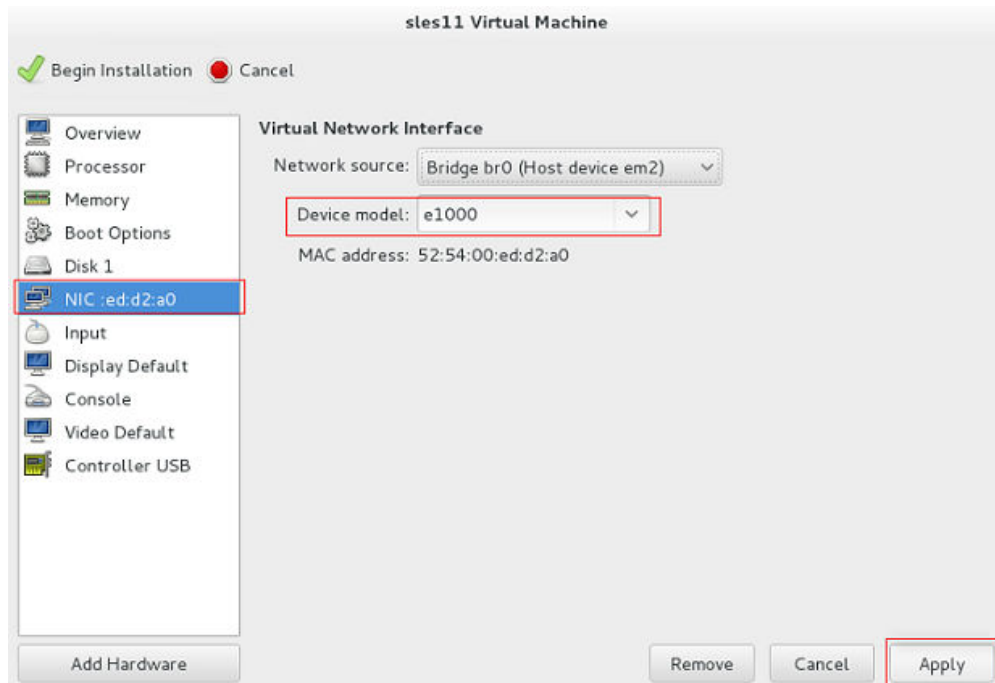 sles11 Virtual Machine
Begin Installation Cancel
Overview
Processor
Memory
Boot Options
Disk 1
NIC :ed:d2:a0
Input
Display Default
Console
Video Default
Controller USB
Add Hardware
Virtual Network Interface
Network source: Bridge br0 (Host device em2)
Device model: e1000
MAC address: 52:54:00:ed:d2:a0
Remove Cancel Apply